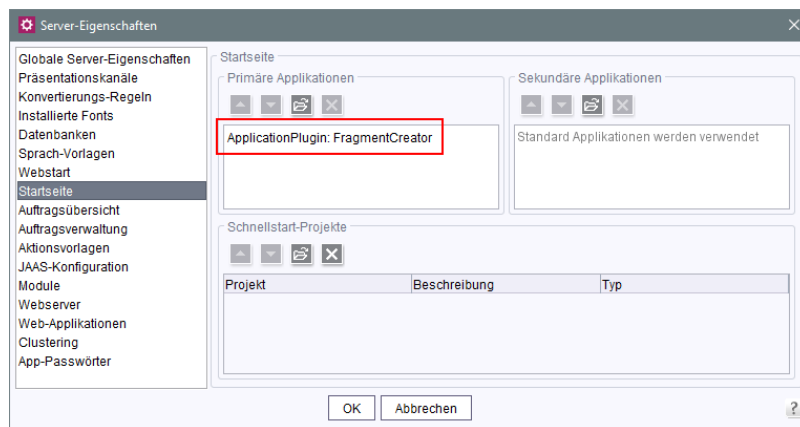 Server-Eigenschaften
Globale Server-Eigenschaften
Präsentationskanäle
Konvertierungs-Regeln
Installierte Fonts
Datenbanken
Sprach-Vorlagen
Webstart
Startseite
Auftragsübersicht
Auftragsverwaltung
Aktionsvorlagen
JAAS-Konfiguration
Module
Webserver
Web-Applikationen
Clustering
App-Passwörter
Startseite
Primäre Applikationen
ApplicationPlugin: FragmentCreator
Sekundäre Applikationen
Standard Applikationen werden verwendet
Schnellstart-Projekte
Projekt Beschreibung Typ
OK Abbrechen ?